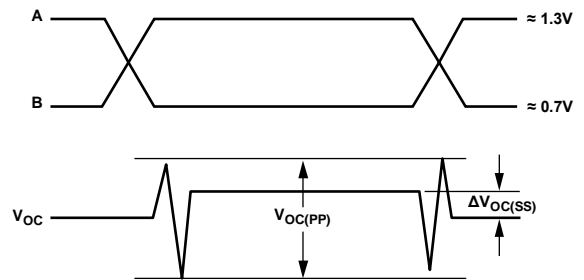 A
≈ 1.3V
B
≈ 0.7V
VOC
VOC(PP)
ΔVOC(SS)